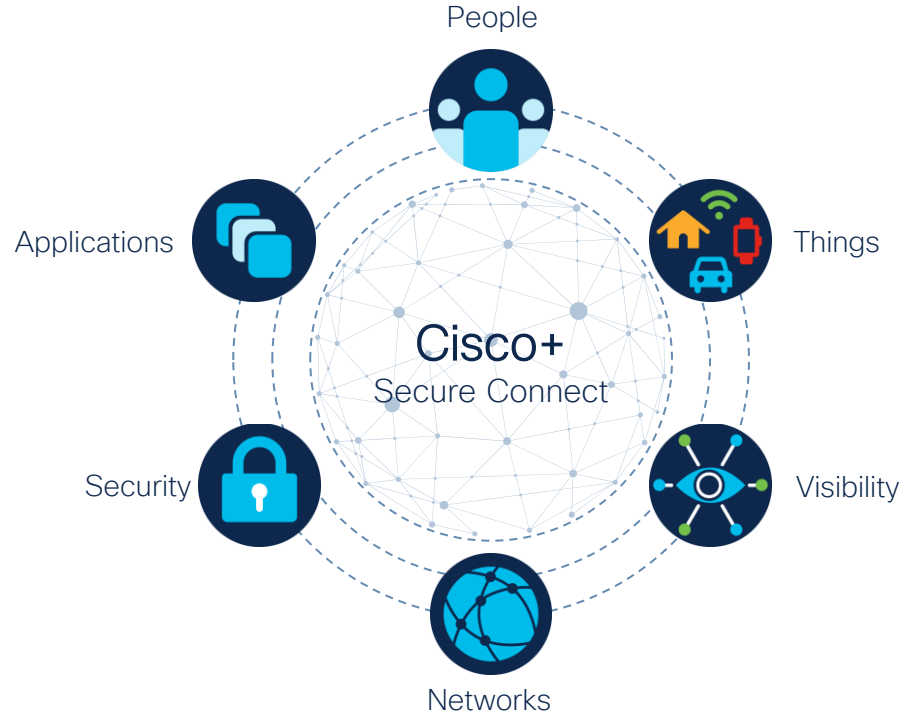 People
Applications
Things
Cisco+
Secure Connect
Security
Visibility
Networks